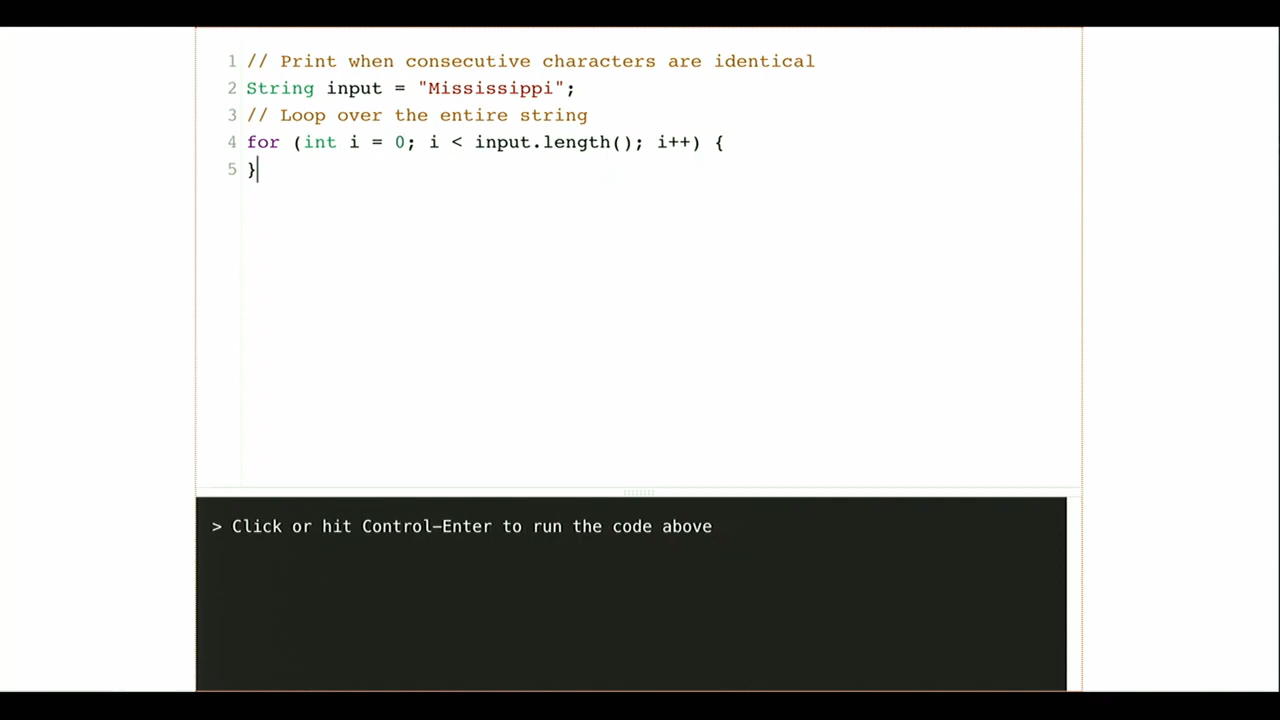 1 // Print when consecutive characters are identical
2 String input = "Mississippi";
3 // Loop over the entire string
4 for (int i = 0; i < input.length(); i++) {
5 }
> Click or hit Control-Enter to run the code above